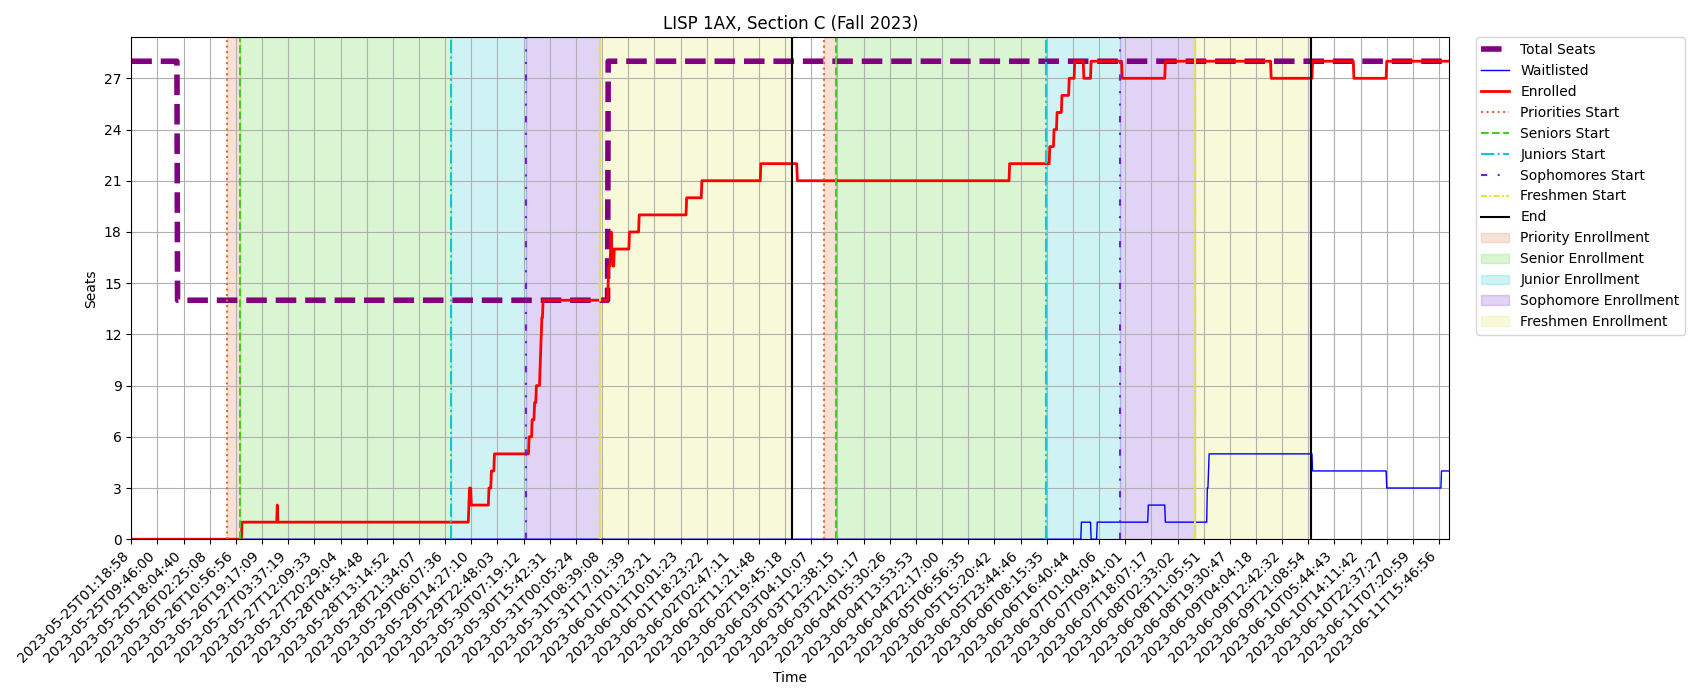 LISP 1AX, Section C (Fall 2023)
Seats
27
24
21
18
15
12
9
6
3
0
2023-05-25T01:18:58
2023-05-25T09:46:00
2023-05-25T18:04:40
2023-05-26T02:25:08
2023-05-26T10:56:56
2023-05-26T19:17:09
2023-05-27T03:37:19
2023-05-27T12:09:33
2023-05-27T20:29:04
2023-05-28T04:54:48
2023-05-28T13:14:52
2023-05-28T21:34:07
2023-05-29T06:07:36
2023-05-29T14:27:10
2023-05-29T22:48:03
2023-05-30T07:19:12
2023-05-30T15:42:31
2023-05-31T00:05:24
2023-05-31T08:39:08
2023-05-31T17:01:39
2023-06-01T01:23:21
2023-06-01T10:01:23
2023-06-01T18:23:22
2023-06-02T02:47:11
2023-06-02T11:21:48
2023-06-02T19:45:18
2023-06-03T04:10:07
2023-06-03T12:38:15
2023-06-03T21:01:17
2023-06-04T05:30:26
2023-06-04T13:53:53
2023-06-04T22:17:00
2023-06-05T06:56:35
2023-06-05T15:20:42
2023-06-05T23:44:46
2023-06-06T08:15:35
2023-06-06T16:40:44
2023-06-07T01:04:06
2023-06-07T09:41:01
2023-06-07T18:07:17
2023-06-08T02:33:02
2023-06-08T11:05:51
2023-06-08T19:30:47
2023-06-09T04:04:18
2023-06-09T12:42:32
2023-06-09T21:08:54
2023-06-10T05:44:43
2023-06-10T14:11:42
2023-06-10T22:37:27
2023-06-11T07:20:59
2023-06-11T15:46:56
Time
Total Seats
Waitlisted
Enrolled
Priorities Start
Seniors Start
Juniors Start
Sophomores Start
Freshmen Start
End
Priority Enrollment
Senior Enrollment
Junior Enrollment
Sophomore Enrollment
Freshmen Enrollment